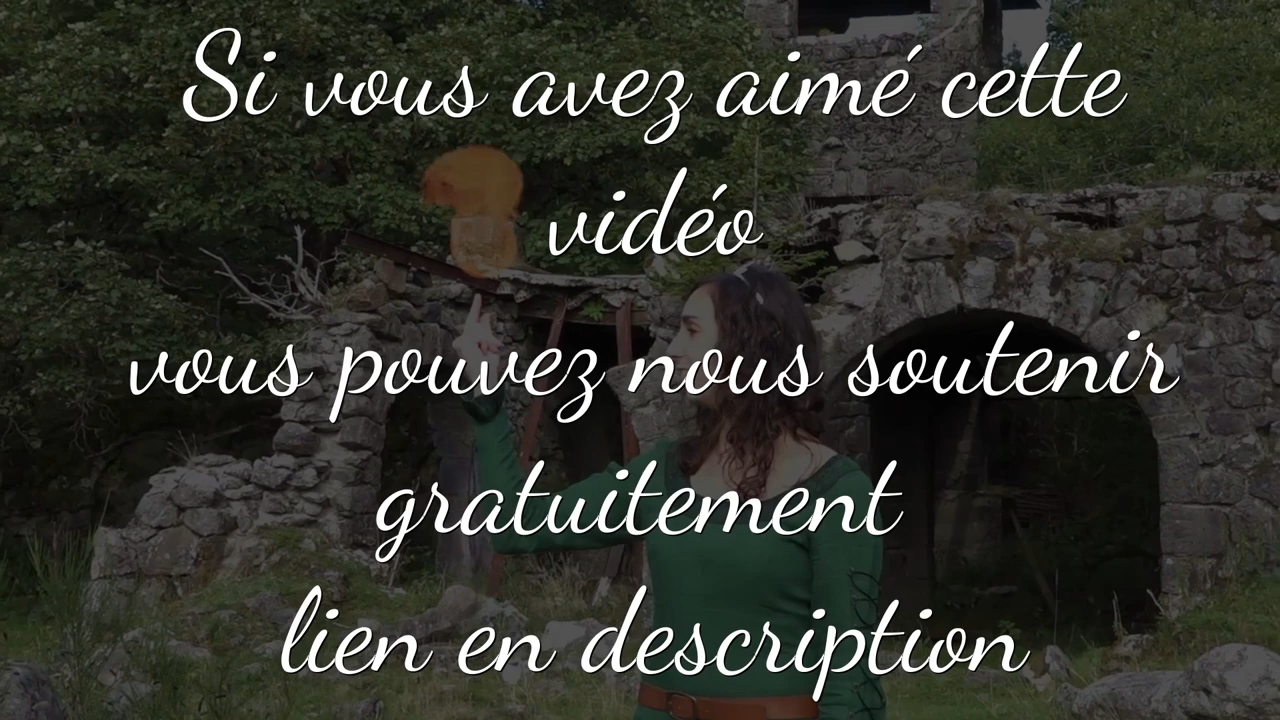 Si vous avez aimé cette
vidéo
vous pouvez nous soutenir
gratuitement
lien en description